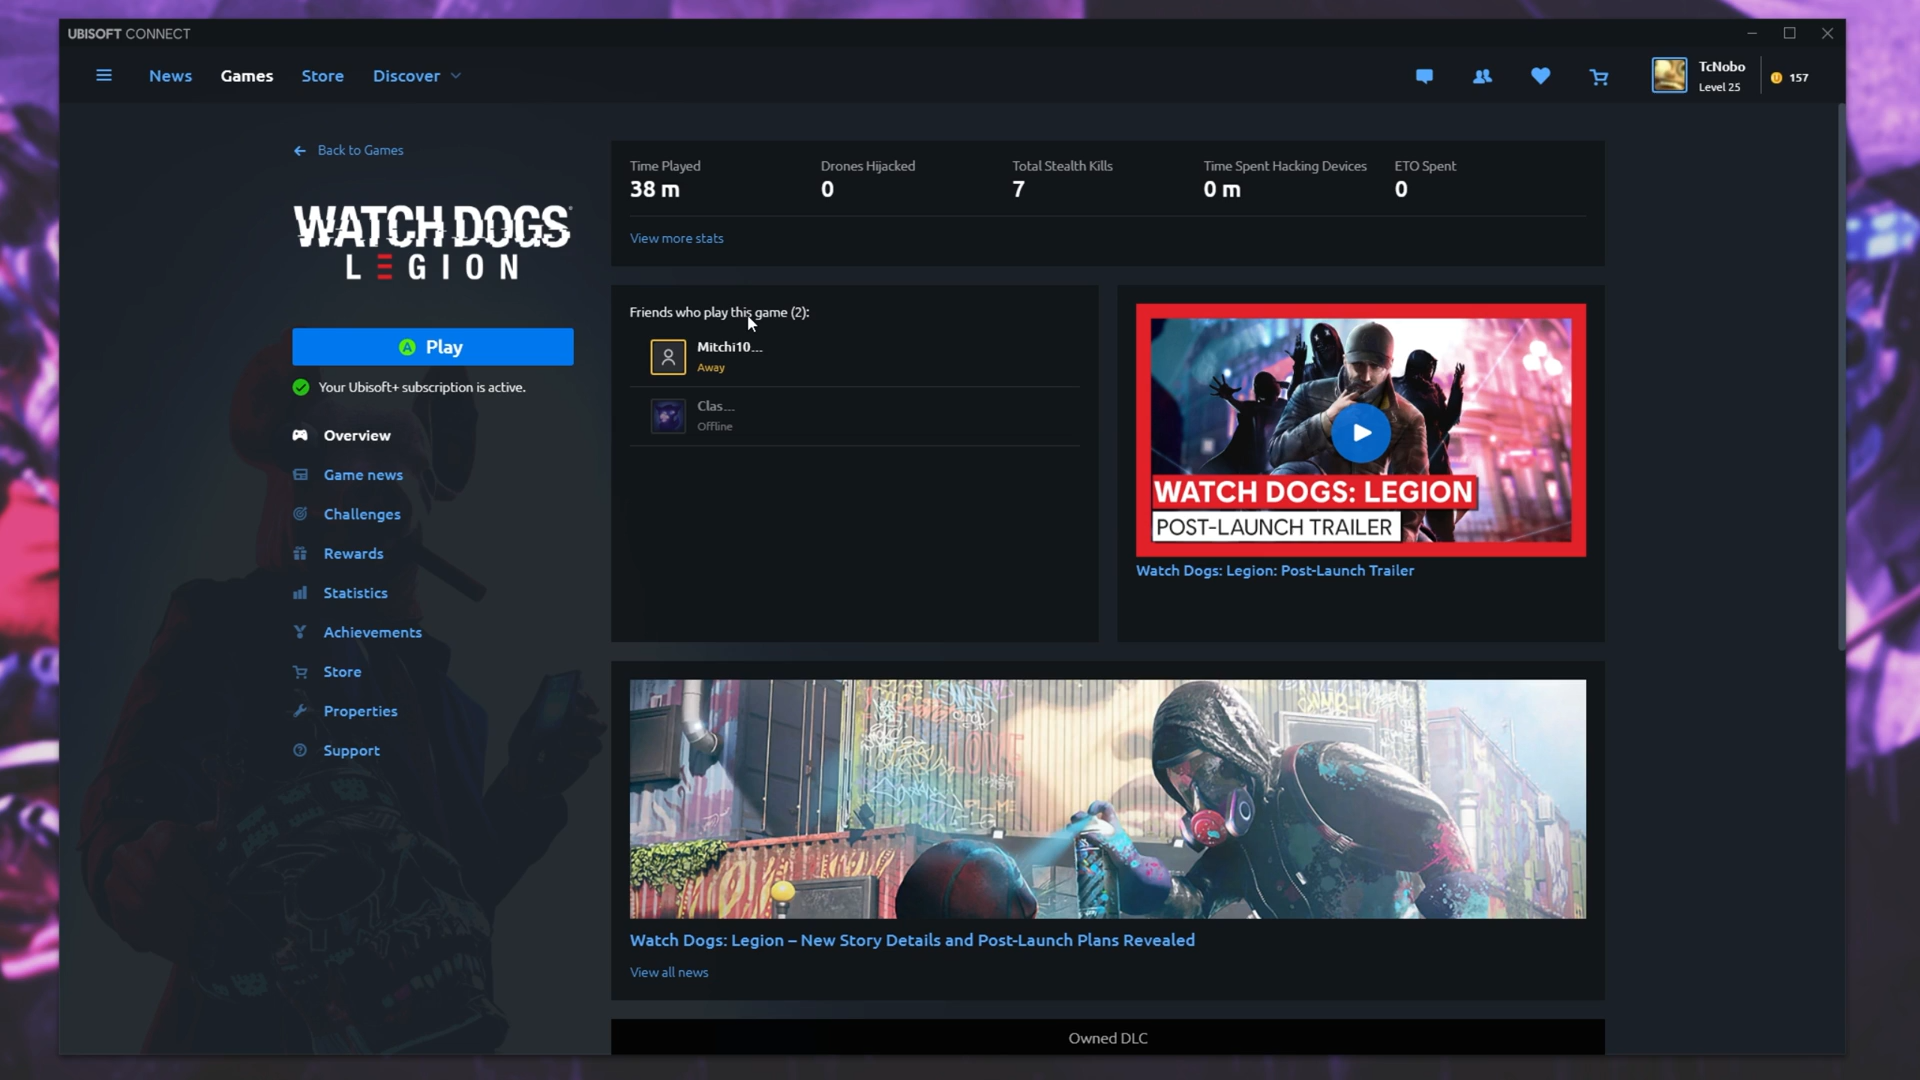 UBISOFT CONNECT
News
Games
Store
Discover
TcNobo
Level 25
157
Back to Games
WATCH DOGS
LEGION
A Play
Your Ubisoft+ subscription is active.
Overview
Game news
Challenges
Rewards
Statistics
Achievements
Store
Properties
Support
Time Played
38 m
Drones Hijacked
0
Total Stealth Kills
7
Time Spent Hacking Devices
0 m
ETO Spent
0
View more stats
Friends who play this game (2):
Mitchi10...
Away
Clas...
Offline
WATCH DOGS: LEGION
POST-LAUNCH TRAILER
Watch Dogs: Legion: Post-Launch Trailer
Watch Dogs: Legion – New Story Details and Post-Launch Plans Revealed
View all news
Owned DLC